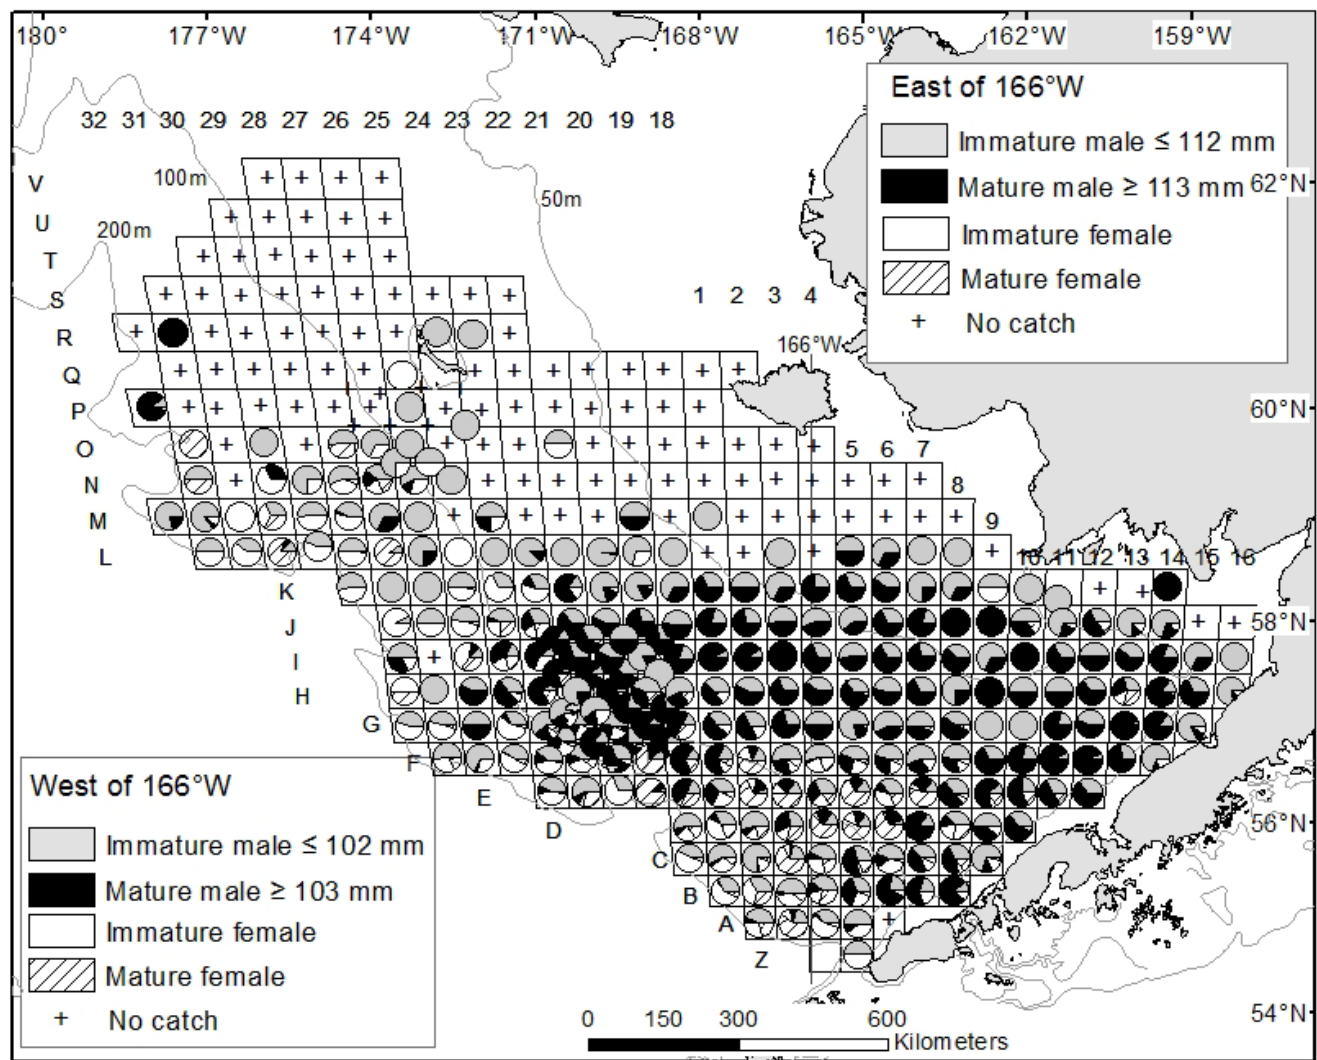 180° 177°W 174°W 171°W 168°W 165°W 162°W 159°W
East of 166°W
Immature male ≤ 112 mm
Mature male ≥ 113 mm
Immature female
Mature female
+ No catch
32 31 30 29 28 27 26 25 24 23 22 21 20 19 18
V
100m
62°N
50m
U
200m
T
S
1 2 3 4
R
166°W
Q
P
60°N
O
5 6 7
N
8
M
9
L
10 11 12 13 14 15 16
K
J
58°N
I
H
G
F
E
D
56°N
C
B
A
Z
54°N
West of 166°W
Immature male ≤ 102 mm
Mature male ≥ 103 mm
Immature female
Mature female
+ No catch
0 150 300 600
Kilometers